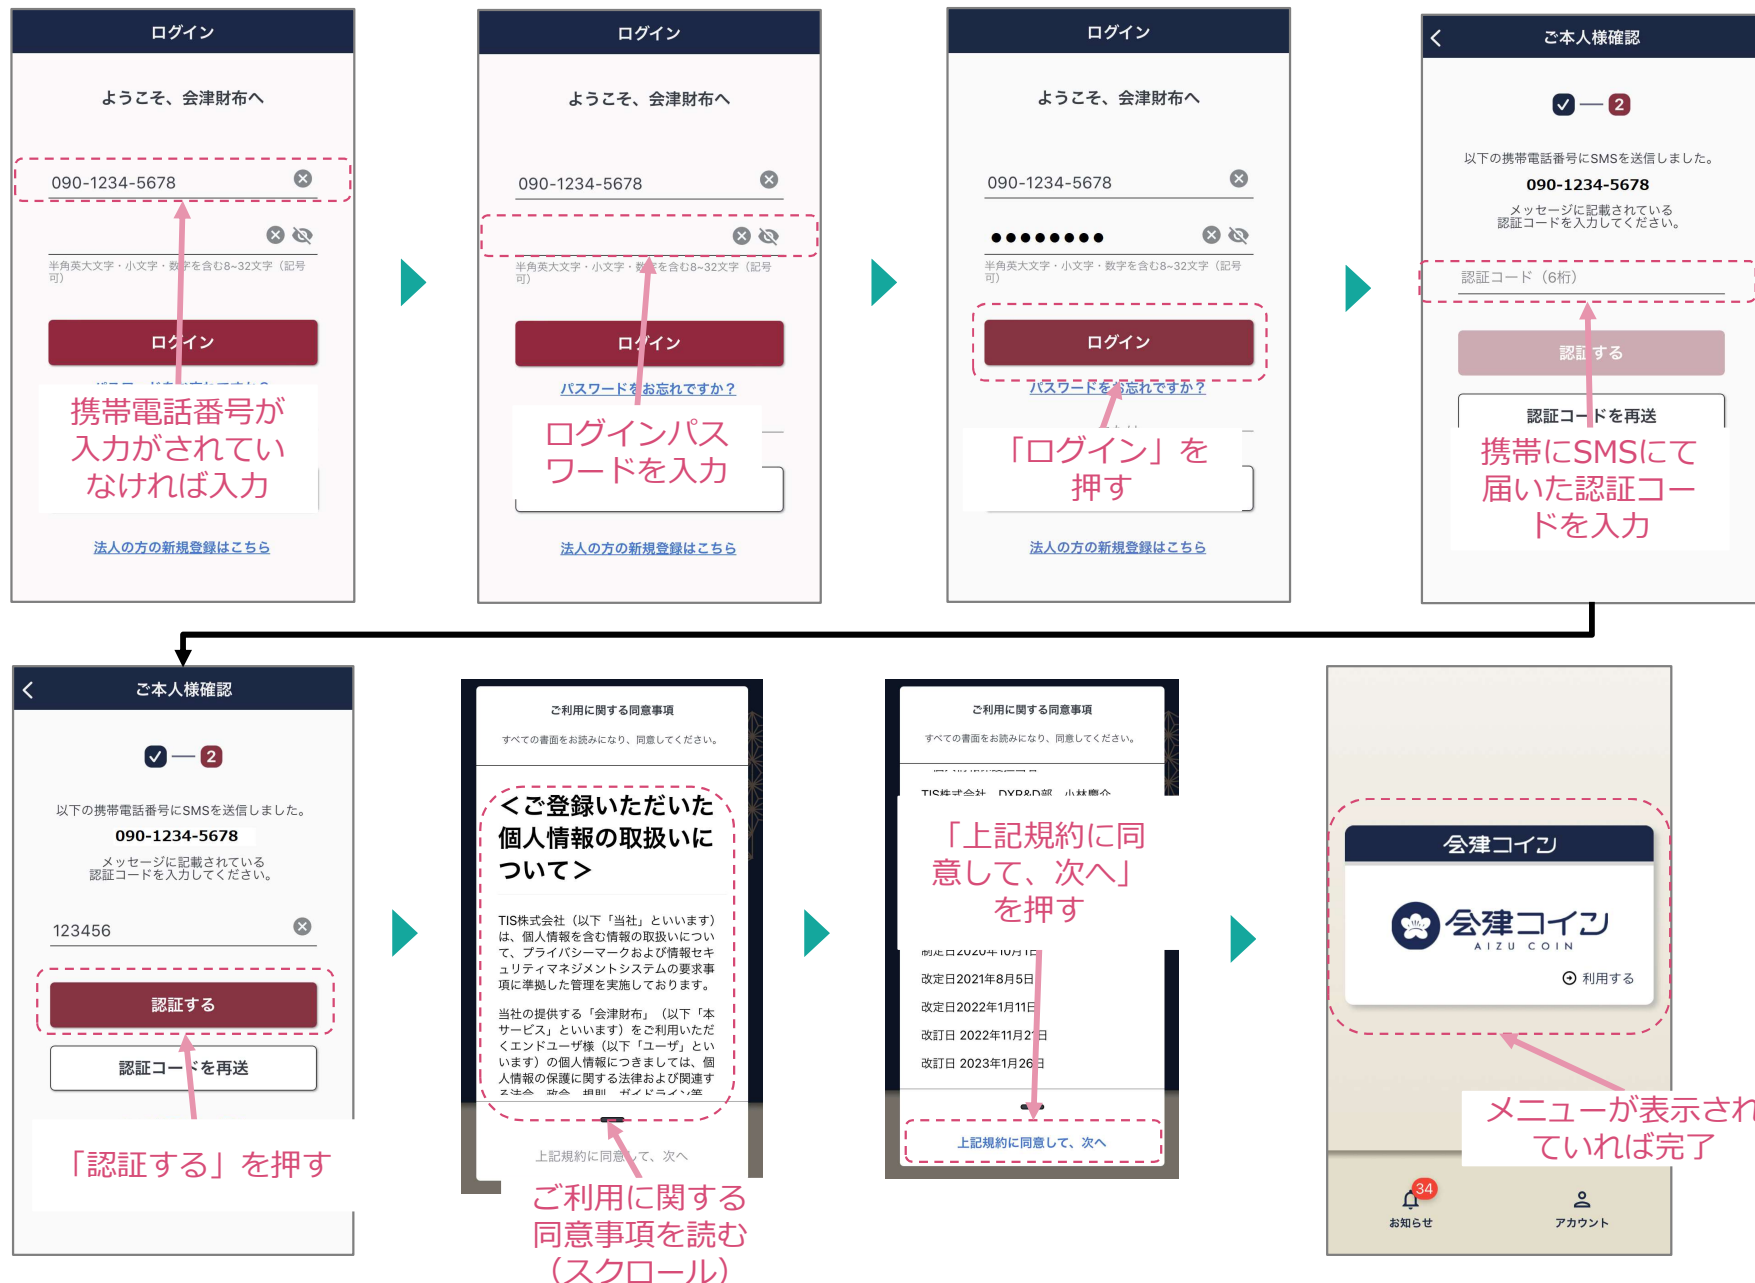 ログイン
ようこそ、会津財布へ
090-1234-5678
半角英大文字・小文字・数字を含む8~32文字（記号
可）
ログイン
携帯電話番号が
入力がされてい
なければ入力
法人の方の新規登録はこちら
ログイン
ようこそ、会津財布へ
090-1234-5678
半角英大文字・小文字・数字を含む8~32文字（記号
可）
ログイン
パスワードをお忘れですか？
ログインパス
ワードを入力
法人の方の新規登録はこちら
ログイン
ようこそ、会津財布へ
090-1234-5678
●●●●●●●●
半角英大文字・小文字・数字を含む8~32文字（記号
可）
ログイン
パスワードをお忘れですか？
「ログイン」を
押す
法人の方の新規登録はこちら
ご本人様確認
2
以下の携帯電話番号にSMSを送信しました。
090-1234-5678
メッセージに記載されている
認証コードを入力してください。
認証コード（6桁）
認証する
認証コードを再送
携帯にSMSにて
届いた認証コー
ドを入力
ご本人様確認
2
以下の携帯電話番号にSMSを送信しました。
090-1234-5678
メッセージに記載されている
認証コードを入力してください。
123456
認証する
認証コードを再送
「認証する」を押す
ご利用に関する同意事項
すべての書面をお読みになり、同意してください。
＜ご登録いただいた
個人情報の取扱いに
ついて＞
TIS株式会社（以下「当社」といいます）
は、個人情報を含む情報の取扱いについ
て、プライバシーマークおよび情報セキ
ュリティマネジメントシステムの要求事
項に準拠した管理を実施しております。
当社の提供する「会津財布」（以下「本
サービス」といいます）をご利用いただ
くエンドユーザ様（以下「ユーザ」とい
います）の個人情報につきましては、個
人情報の保護に関する法律および関連す
る法令、政令、規則、ガイドライン等
上記規約に同意して、次へ
ご利用に関する
同意事項を読む
（スクロール）
ご利用に関する同意事項
すべての書面をお読みになり、同意してください。
TIS株式会社 DXR&D部 小林慶介
「上記規約に同
意して、次へ」
を押す
制定日2020年10月1日
改定日2021年8月5日
改定日2022年1月11日
改訂日 2022年11月21日
改訂日 2023年1月26日
上記規約に同意して、次へ
会津コイン
会津コイン
AIZU COIN
利用する
メニューが表示され
ていれば完了
34
お知らせ
アカウント